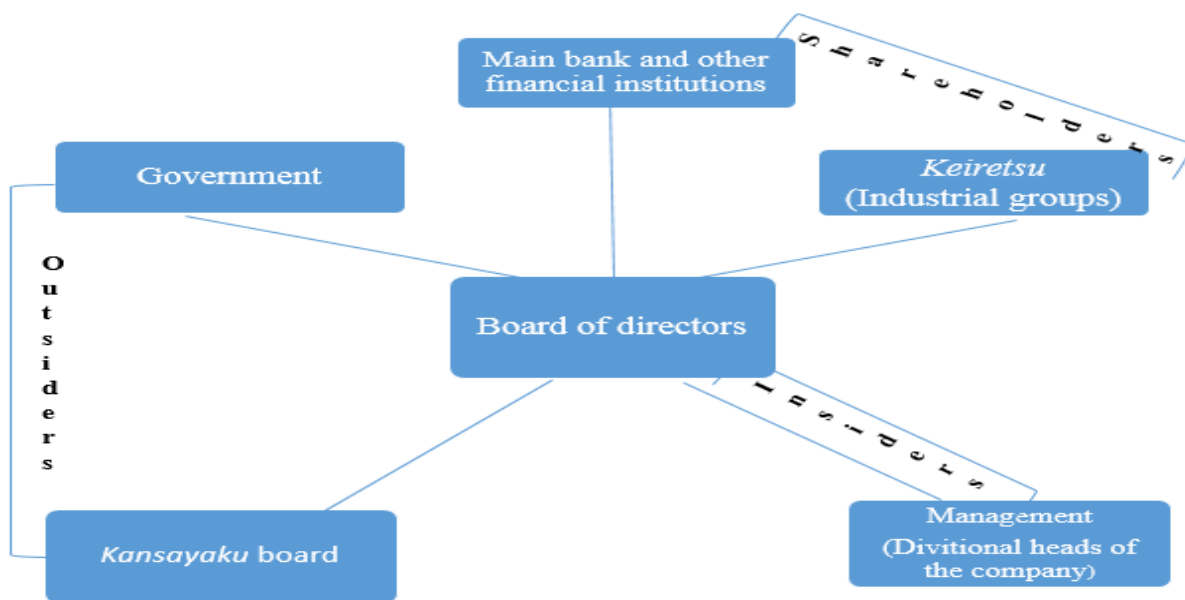 Main bank and other
financial institutions
Shareholders
Government
Keiretsu
(Industrial groups)
Outsiders
Board of directors
Insiders
Kansayaku board
Management
(Divitional heads of
the company)